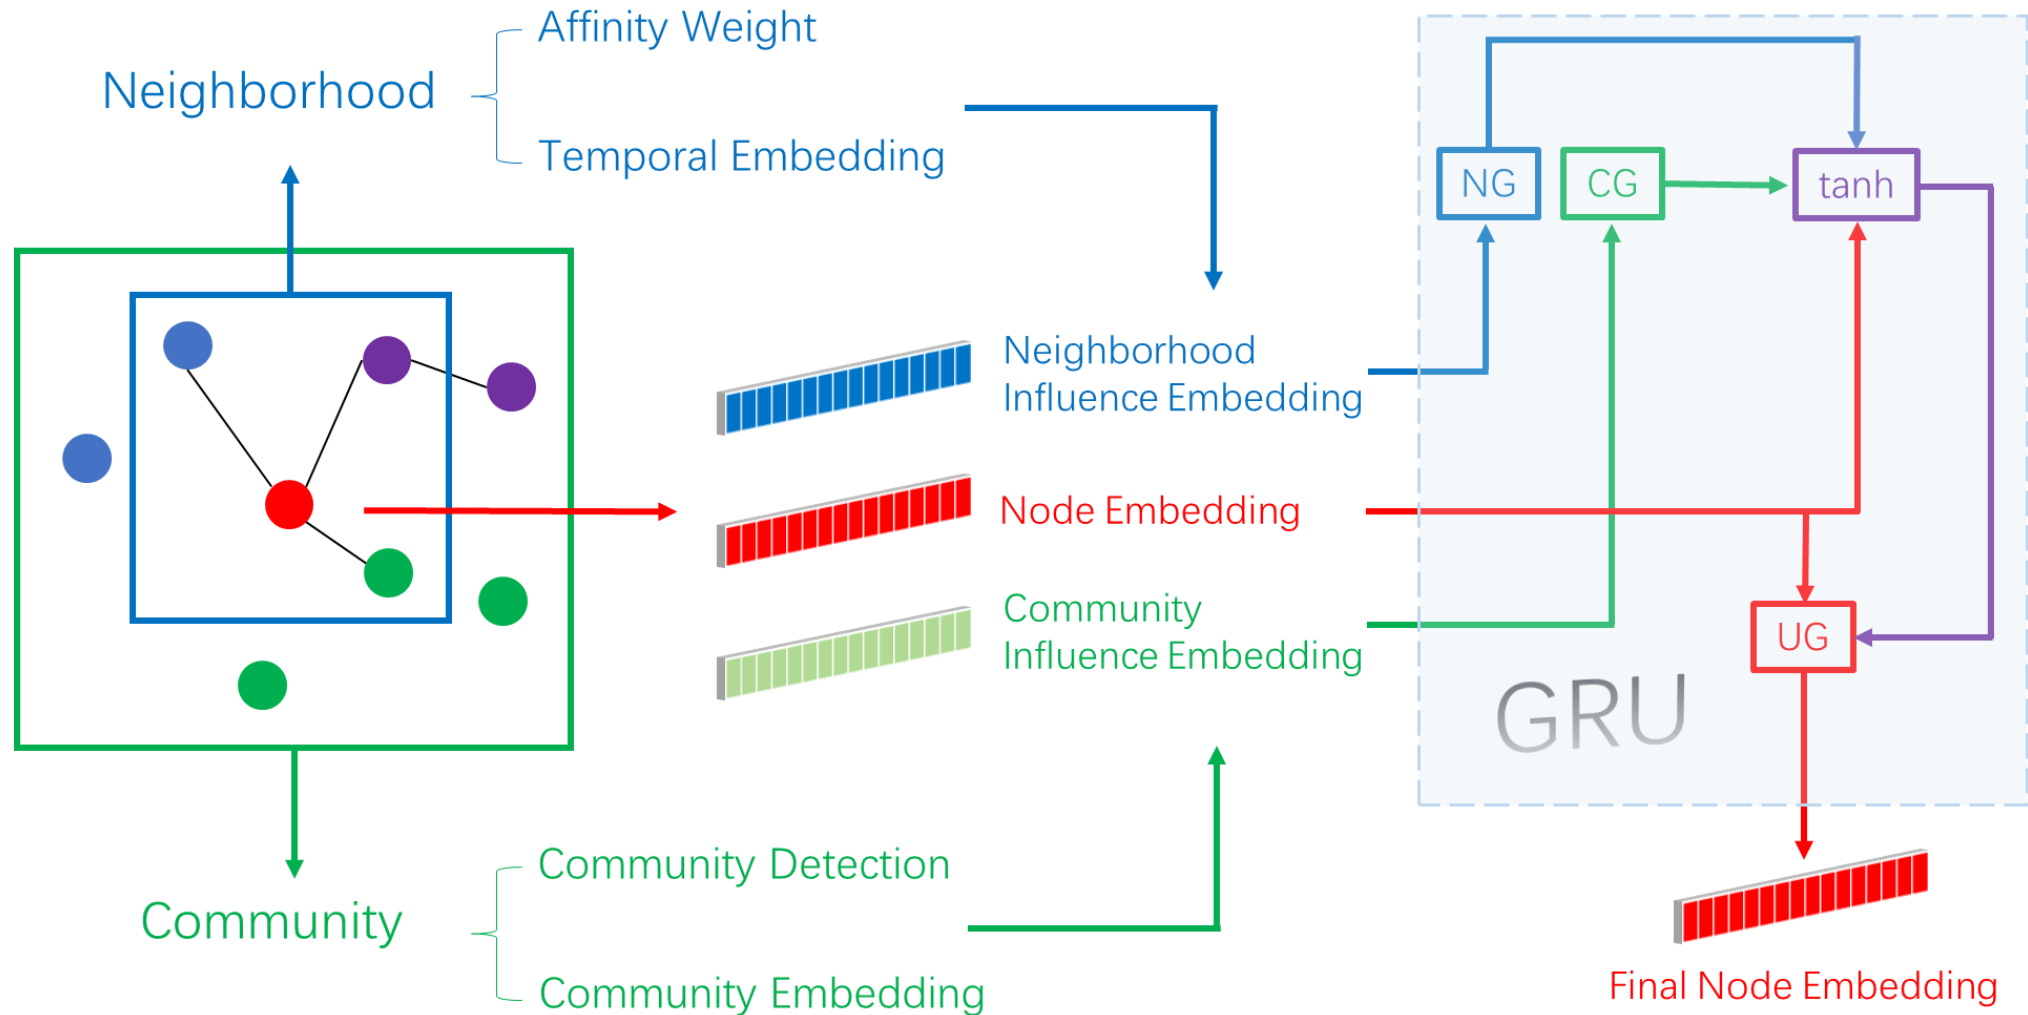 Affinity Weight
Neighborhood
Temporal Embedding
NG
CG
tanh
Neighborhood
Influence Embedding
Node Embedding
Community
Influence Embedding
UG
GRU
Community Detection
Community
Community Embedding
Final Node Embedding